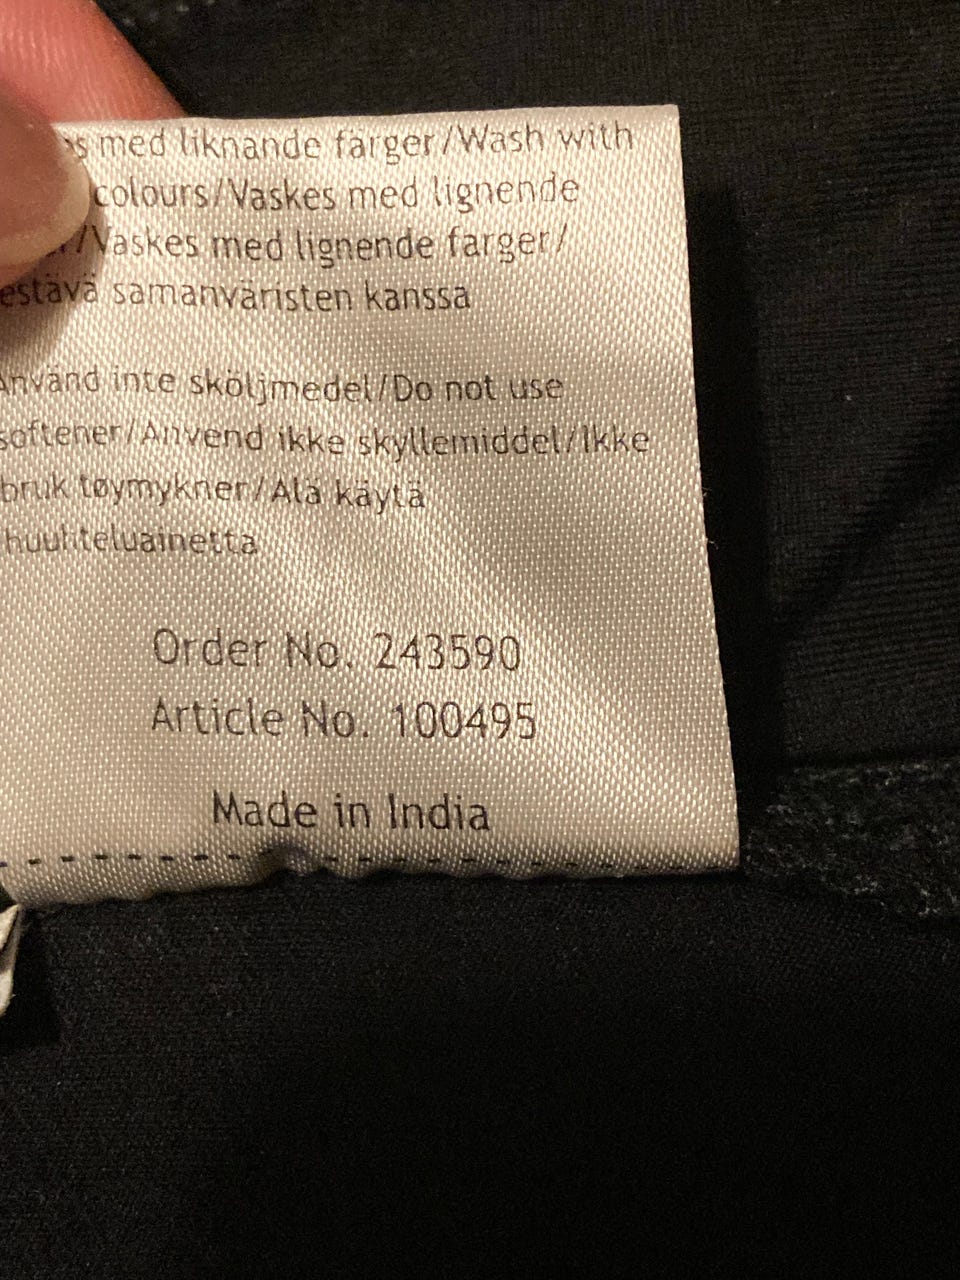 med liknande färger/Wash with
colours/Vaskes med lignende
/Vaskes med lignende farger/
samanväristen kanssa
Använd inte sköljmedel/Do not use
softener/Anvend ikke skyllemiddel/Ikke
bruk tøymykner/Älä käytä
huuhteluainetta
Order No. 243590
Article No. 100495
Made in India